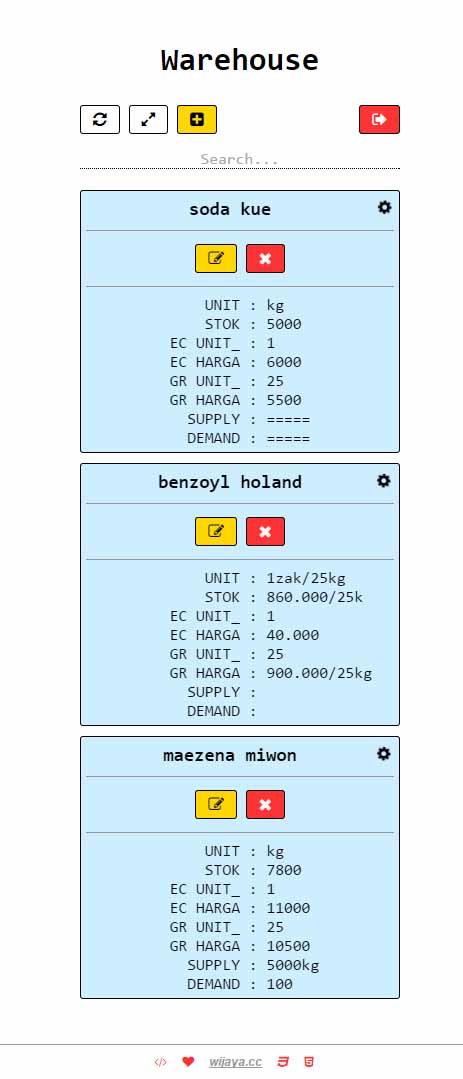 Warehouse
Search...
soda kue
UNIT : kg
STOK : 5000
EC UNIT_ : 1
EC HARGA : 6000
GR UNIT_ : 25
GR HARGA : 5500
SUPPLY : =====
DEMAND : =====
benzoyl holand
UNIT : 1zak/25kg
STOK : 860.000/25k
EC UNIT_ : 1
EC HARGA : 40.000
GR UNIT_ : 25
GR HARGA : 900.000/25kg
SUPPLY :
DEMAND :
maezena miwon
UNIT : kg
STOK : 7800
EC UNIT_ : 1
EC HARGA : 11000
GR UNIT_ : 25
GR HARGA : 10500
SUPPLY : 5000kg
DEMAND : 100
wijaya.cc